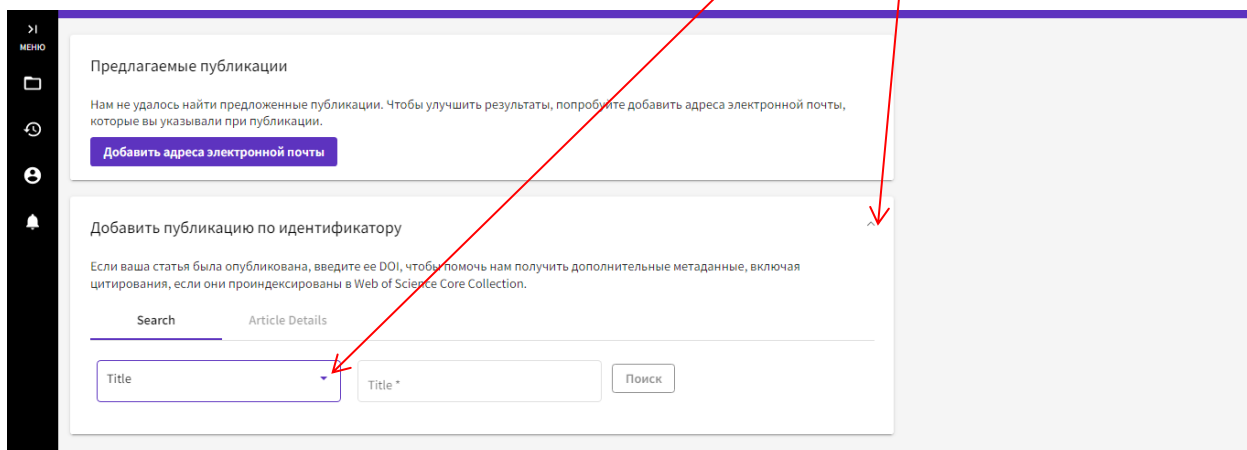 МЕНЮ
Предлагаемые публикации
Нам не удалось найти предложенные публикации. Чтобы улучшить результаты, попробуйте добавить адреса электронной почты,
которые вы указывали при публикации.
Добавить адреса электронной почты
Добавить публикацию по идентификатору
Если ваша статья была опубликована, введите ее DOI, чтобы помочь нам получить дополнительные метаданные, включая
цитирования, если они проиндексированы в Web of Science Core Collection.
Search Article Details
Title Title * Поиск